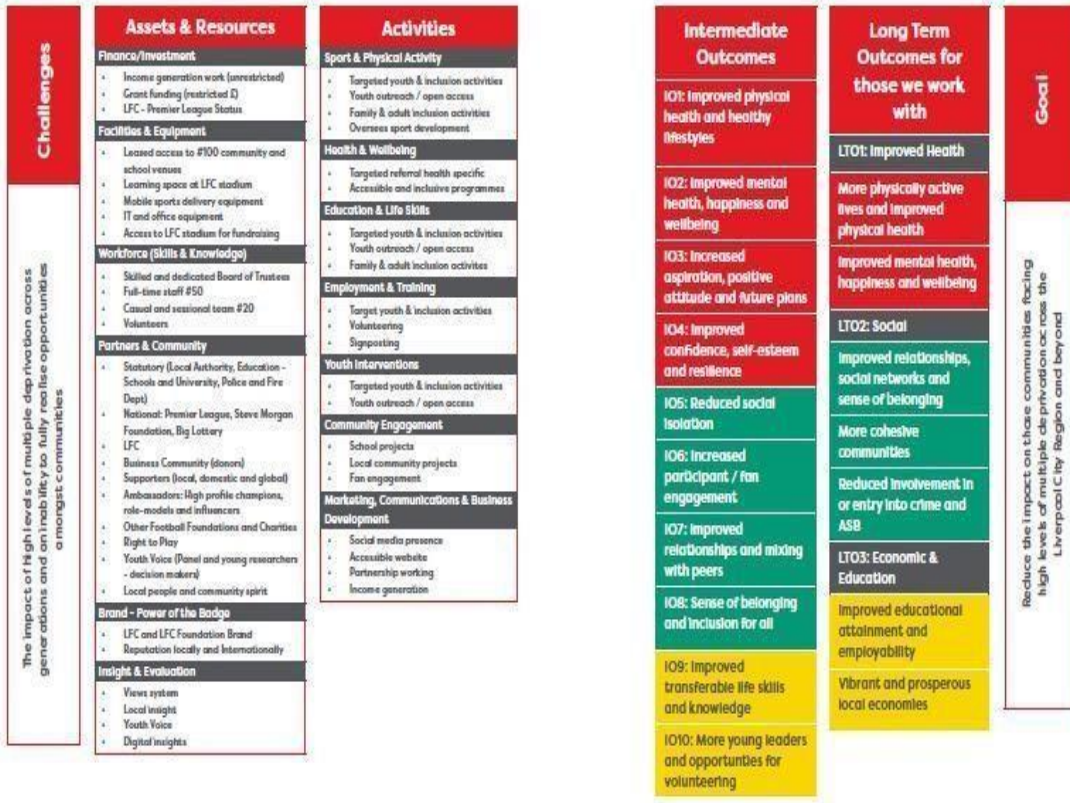 Challenges
The impact of high levels of multiple deprivation across
generations and on inability to fully realise opportunities
amongst communities
Assets & Resources
Finance/Investment
Income generation work (unrestricted)
Grant funding (restricted £)
LFC - Premier League Status
Facilities & Equipment
Leased access to #100 community and
school venues
Learning space at LFC stadium
Mobile sports delivery equipment
IT and office equipment
Access to LFC stadium for fundraising
Workforce (Skills & Knowledge)
Skilled and dedicated Board of Trustees
Full-time staff #50
Casual and sessional team #20
Volunteers
Partners & Community
Statutory (Local Authority, Education -
Schools and University, Police and Fire
Dept)
National: Premier League, Steve Morgan
Foundation, Big Lottery
LFC
Business Community (donors)
Supporters (local, domestic and global)
Ambassadors: High profile champions,
role-models and influencers
Other Football Foundations and Charities
Right to Play
Youth Voice (Panel and young researchers
- decision makers)
Local people and community spirit
Brand - Power of the Badge
LFC and LFC Foundation Brand
Reputation locally and Internationally
Insight & Evaluation
Views system
Local insight
Youth Voice
Digital insights
Activities
Sport & Physical Activity
Targeted youth & inclusion activities
Youth outreach / open access
Family & adult inclusion activities
Oversees sport development
Health & Wellbeing
Targeted referral health specific
Accessible and inclusive programmes
Education & Life Skills
Targeted youth & inclusion activities
Youth outreach / open access
Family & adult inclusion activites
Employment & Training
Target youth & inclusion activities
Volunteering
Signposting
Youth Interventions
Targeted youth & inclusion activities
Youth outreach / open access
Community Engagement
School projects
Local community projects
Fan engagement
Marketing, Communications & Business
Development
Social media presence
Accessible website
Partnership working
Income generation
Intermediate
Outcomes
IO1: Improved physical
health and healthy
lifestyles
IO2: Improved mental
health, happiness and
wellbeing
IO3: Increased
aspiration, positive
attitude and future plans
IO4: Improved
confidence, self-esteem
and resilience
IO5: Reduced social
isolation
IO6: Increased
participant / fan
engagement
IO7: Improved
relationships and mixing
with peers
IO8: Sense of belonging
and inclusion for all
IO9: Improved
transferable life skills
and knowledge
IO10: More young leaders
and opportunities for
volunteering
Long Term
Outcomes for
those we work
with
LTO1: Improved Health
More physically active
lives and improved
physical health
Improved mental health,
happiness and wellbeing
LTO2: Social
Improved relationships,
social networks and
sense of belonging
More cohesive
communities
Reduced involvement in
or entry into crime and
ASB
LTO3: Economic &
Education
Improved educational
attainment and
employability
Vibrant and prosperous
local economies
Goal
Reduce the impact on those communities facing
high levels of multiple deprivation across the
Liverpool City Region and beyond